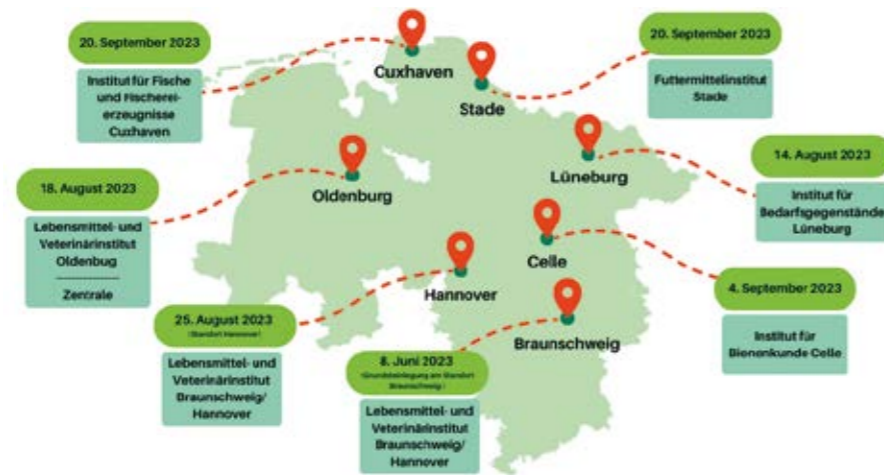 20. September 2023
Institut für Fische
und Fischerei-
erzeugnisse
Cuxhaven
Cuxhaven
Stade
20. September 2023
Futtermittelinstitut
Stade
18. August 2023
Lebensmittel- und
Veterinärinstitut
Oldenbug
Zentrale
Oldenburg
Lüneburg
14. August 2023
Institut für
Bedarfsgegenstände
Lüneburg
Celle
Hannover
Braunschweig
4. September 2023
Institut für
Bienenkunde Celle
25. August 2023
(Standort Hannover)
Lebensmittel- und
Veterinärinstitut
Braunschweig/
Hannover
8. Juni 2023
(Grundsteinlegung am Standort
Braunschweig)
Lebensmittel- und
Veterinärinstitut
Braunschweig/
Hannover